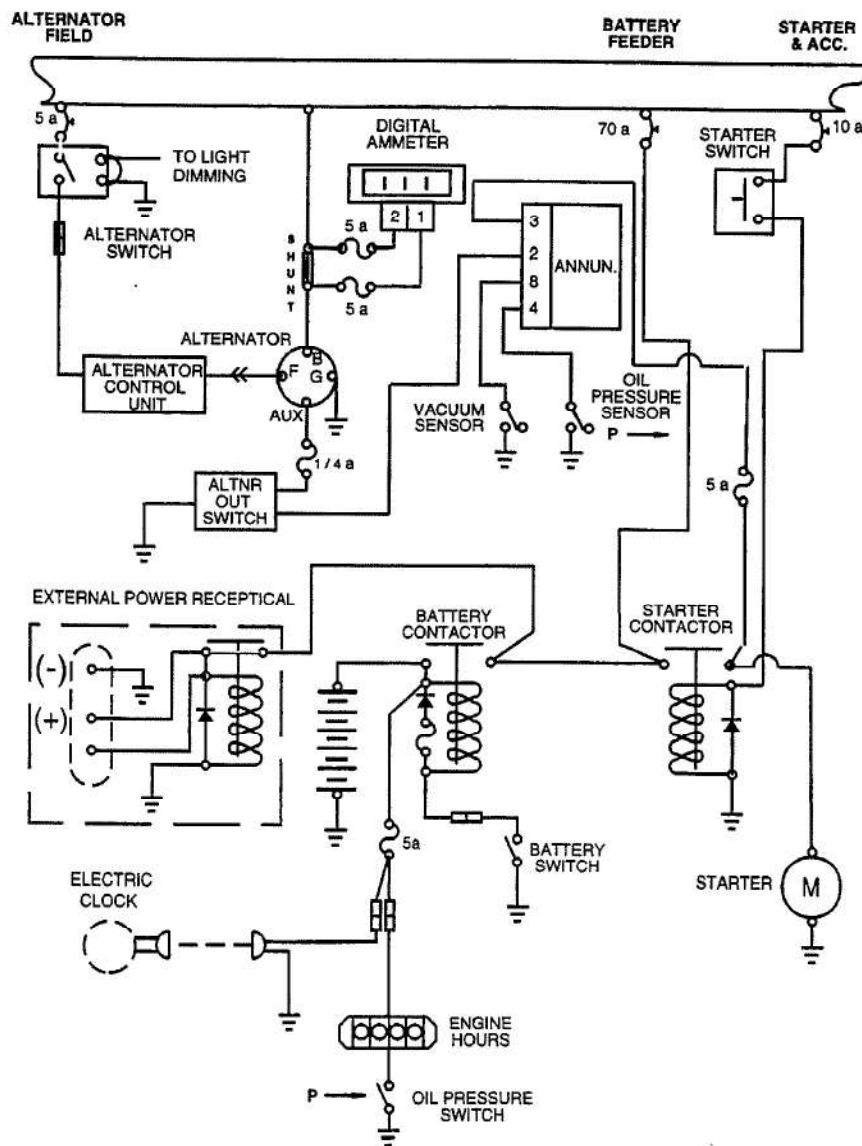 ALTERNATOR
FIELD
BATTERY
FEEDER
STARTER
& ACC.
5 a
TO LIGHT
DIMMING
DIGITAL
AMMETER
70 a
STARTER
SWITCH
10 a
2 1
3
2
8
4
ANNUN.
ALTERNATOR
SWITCH
5 a
SHUNT
5 a
ALTERNATOR
B
F
G
AUX
ALTERNATOR
CONTROL
UNIT
VACUUM
SENSOR
OIL
PRESSURE
SENSOR
P
1/4 a
5 a
ALTNR
OUT
SWITCH
EXTERNAL POWER RECEPTICAL
BATTERY
CONTACTOR
STARTER
CONTACTOR
(-)
(+)
5a
BATTERY
SWITCH
STARTER
M
ELECTRIC
CLOCK
ENGINE
HOURS
P
OIL PRESSURE
SWITCH